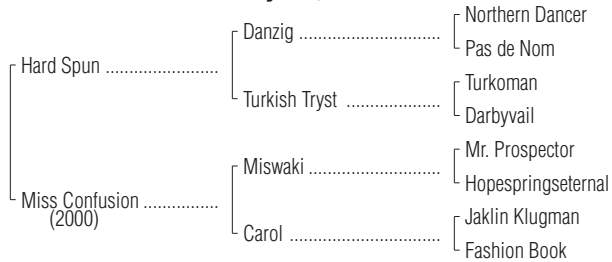 Northern Dancer
Danzig ..............................
Pas de Nom
Hard Spun ........................
Turkoman
Turkish Tryst ....................
Darbyvail
Mr. Prospector
Miswaki ............................
Hopespringseternal
Miss Confusion ................
(2000)
Jaklin Klugman
Carol ................................
Fashion Book